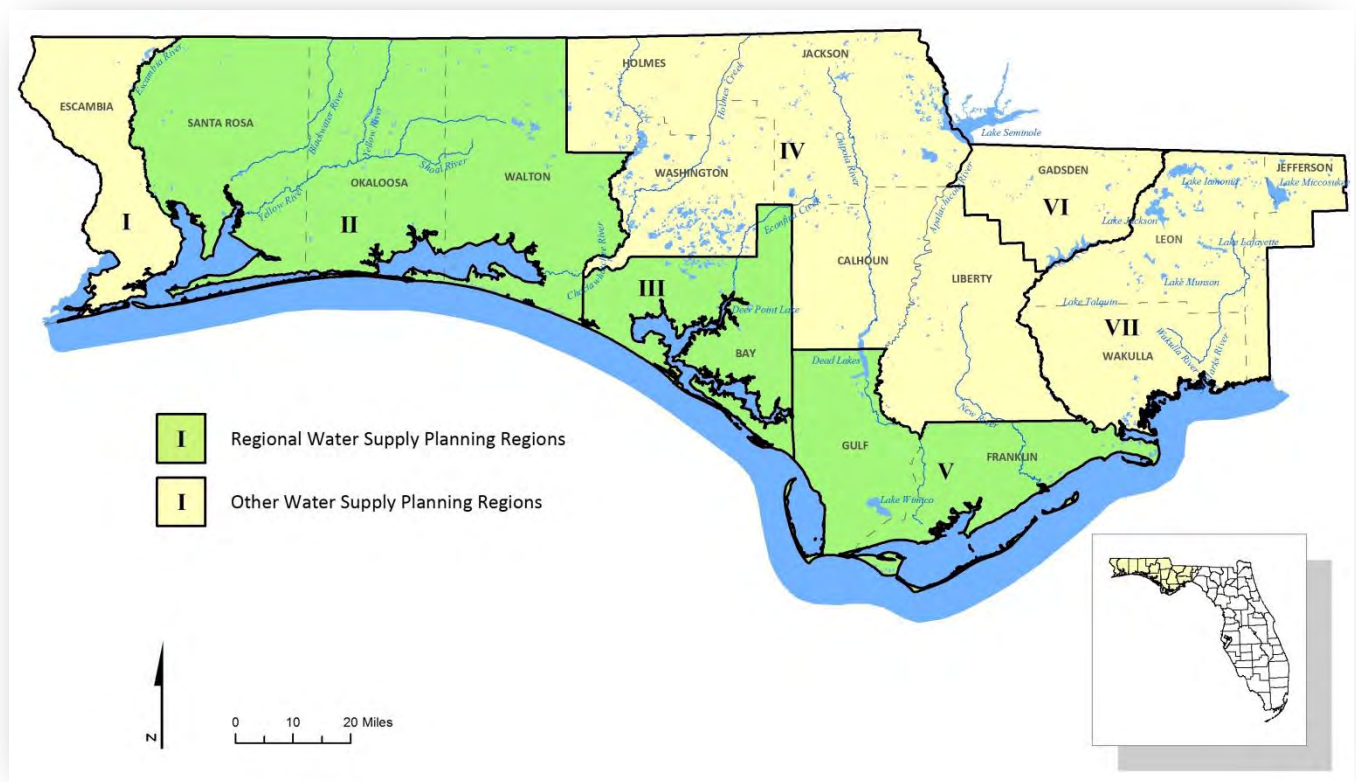 ESCAMBIA
Escambia River
SANTA ROSA
Blackwater River
Yellow River
Yellow River
Shoal River
OKALOOSA
WALTON
I
II
HOLMES
Holmes Creek
JACKSON
Chipola River
IV
WASHINGTON
Econfina Creek
Choctawhatchee River
Apalachicola River
Lake Seminole
GADSDEN
VI
JEFFERSON
Lake Iamonia
Lake Miccosukee
Lake Jackson
LEON
Lake Lafayette
Lake Munson
Lake Talquin
VII
WAKULLA
Wakulla River
Marks River
CALHOUN
LIBERTY
III
Deer Point Lake
BAY
Dead Lakes
New River
GULF
V
FRANKLIN
Lake Wimico
I Regional Water Supply Planning Regions
I Other Water Supply Planning Regions
N
0 10 20 Miles